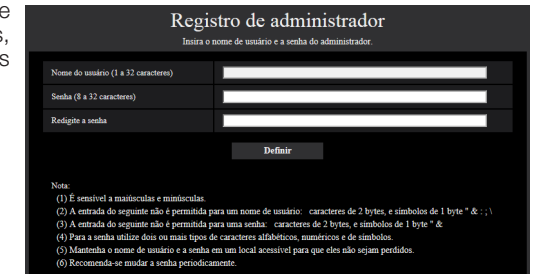 e
s,
s
Registro de administrador
Insira o nome de usuário e a senha do administrador.
Nome do usuário (1 a 32 caracteres)
Senha (8 a 32 caracteres)
Redigite a senha
Definir
Nota:
(1) É sensível a maiúsculas e minúsculas.
(2) A entrada do seguinte não é permitida para um nome de usuário: caracteres de 2 bytes, e símbolos de 1 byte " & : ; \
(3) A entrada do seguinte não é permitida para uma senha: caracteres de 2 bytes, e símbolos de 1 byte " &
(4) Para a senha utilize dois ou mais tipos de caracteres alfabéticos, numéricos e de símbolos.
(5) Mantenha o nome de usuário e a senha em um local acessível para que eles não sejam perdidos.
(6) Recomenda-se mudar a senha periodicamente.